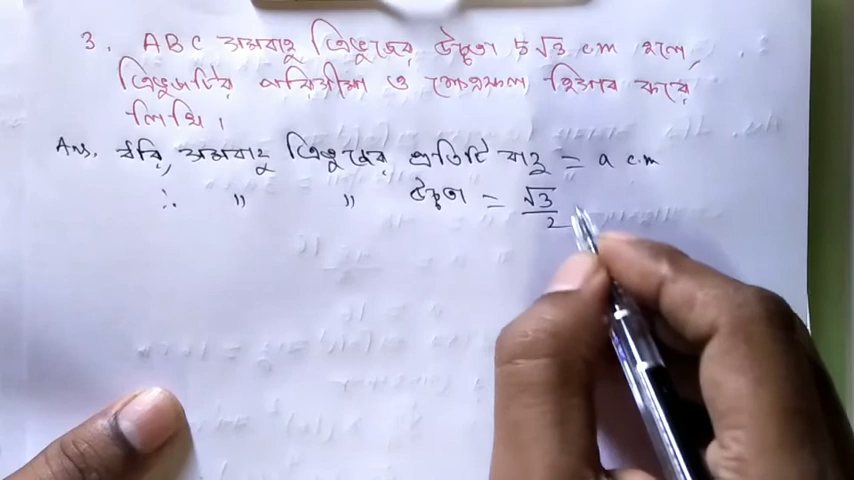 3. ABC সমবাহু ত্রিভুজের উচ্চতা 5√3 cm হলে,
ত্রিভুজটির পরিসীমা ও ক্ষেত্রফল হিসাব করে
লিখি।
Ans. ধরি, সমবাহু ত্রিভুজের প্রতিটি বাহু = a c.m
∴ " " উচ্চতা = √3/2